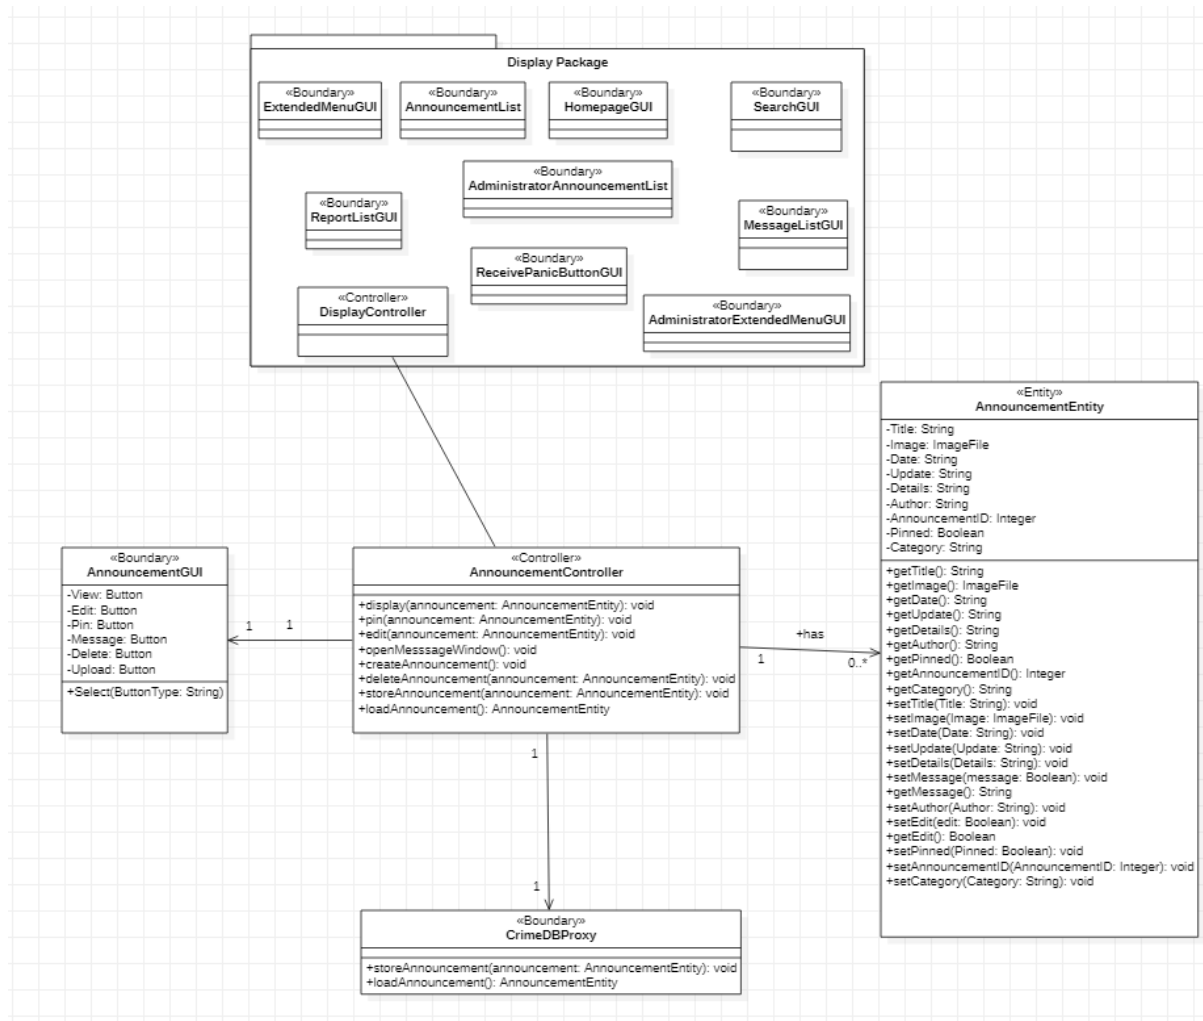 Display Package
«Boundary»
ExtendedMenuGUI
«Boundary»
AnnouncementList
«Boundary»
HomepageGUI
«Boundary»
SearchGUI
«Boundary»
AdministratorAnnouncementList
«Boundary»
ReportListGUI
«Boundary»
MessageListGUI
«Boundary»
ReceivePanicButtonGUI
«Controller»
DisplayController
«Boundary»
AdministratorExtendedMenuGUI
«Entity»
AnnouncementEntity
-Title: String
-Image: ImageFile
-Date: String
-Update: String
-Details: String
-Author: String
-AnnouncementID: Integer
-Pinned: Boolean
-Category: String
+getTitle(): String
+getImage(): ImageFile
+getDate(): String
+getUpdate(): String
+getDetails(): String
+getAuthor(): String
+getPinned(): Boolean
+getAnnouncementID(): Integer
+getCategory(): String
+setTitle(Title: String): void
+setImage(Image: ImageFile): void
+setDate(Date: String): void
+setUpdate(Update: String): void
+setDetails(Details: String): void
+setMessage(message: Boolean): void
+getMessage(): String
+setAuthor(Author: String): void
+setEdit(edit: Boolean): void
+getEdit(): Boolean
+setPinned(Pinned: Boolean): void
+setAnnouncementID(AnnouncementID: Integer): void
+setCategory(Category: String): void
«Boundary»
AnnouncementGUI
-View: Button
-Edit: Button
-Pin: Button
-Message: Button
-Delete: Button
-Upload: Button
+Select(ButtonType: String)
1
1
«Controller»
AnnouncementController
+display(announcement: AnnouncementEntity): void
+pin(announcement: AnnouncementEntity): void
+edit(announcement: AnnouncementEntity): void
+openMesssageWindow(): void
+createAnnouncement(): void
+deleteAnnouncement(announcement: AnnouncementEntity): void
+storeAnnouncement(announcement: AnnouncementEntity): void
+loadAnnouncement(): AnnouncementEntity
+has
1
0..*
1
1
«Boundary»
CrimeDBProxy
+storeAnnouncement(announcement: AnnouncementEntity): void
+loadAnnouncement(): AnnouncementEntity